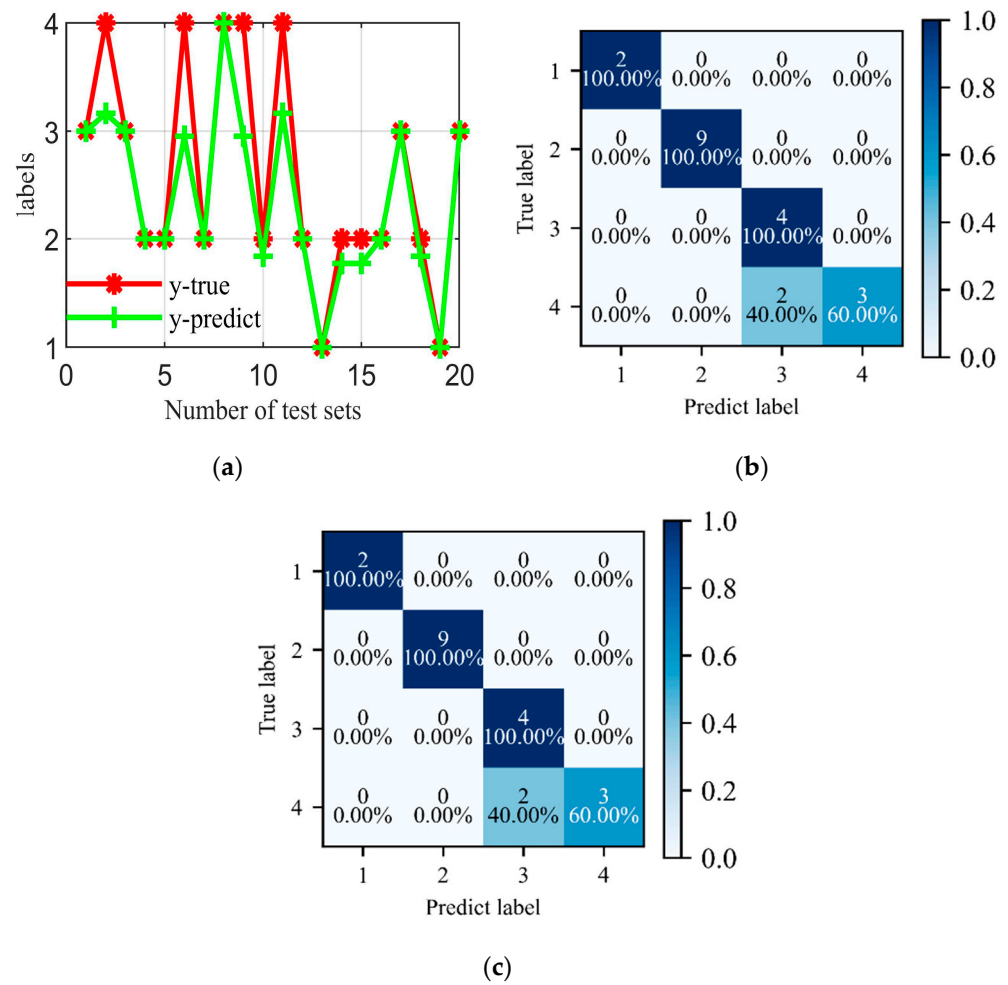 4
3
2
1
labels
y-true
y-predict
0 5 10 15 20
Number of test sets
(a)
1
2
3
4
True label
2 0 0 0
100.00% 0.00% 0.00% 0.00%
0 9 0 0
0.00% 100.00% 0.00% 0.00%
0 0 4 0
0.00% 0.00% 100.00% 0.00%
0 0 2 3
0.00% 0.00% 40.00% 60.00%
1 2 3 4
Predict label
1.0
0.8
0.6
0.4
0.2
0.0
(b)
1
2
3
4
True label
2 0 0 0
100.00% 0.00% 0.00% 0.00%
0 9 0 0
0.00% 100.00% 0.00% 0.00%
0 0 4 0
0.00% 0.00% 100.00% 0.00%
0 0 2 3
0.00% 0.00% 40.00% 60.00%
1 2 3 4
Predict label
1.0
0.8
0.6
0.4
0.2
0.0
(c)